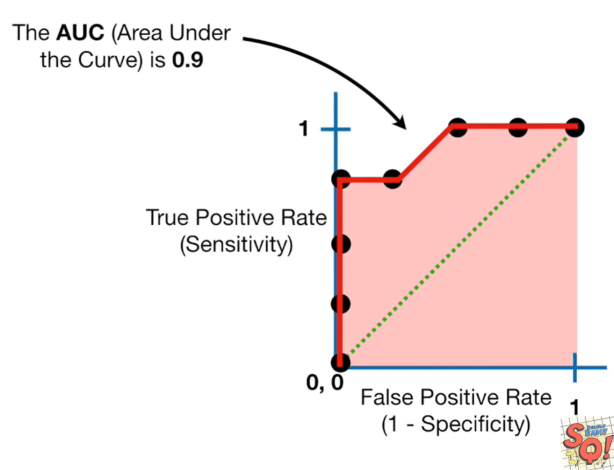 The AUC (Area Under
the Curve) is 0.9
1
True Positive Rate
(Sensitivity)
0, 0
False Positive Rate
(1 - Specificity)
1
SQ!